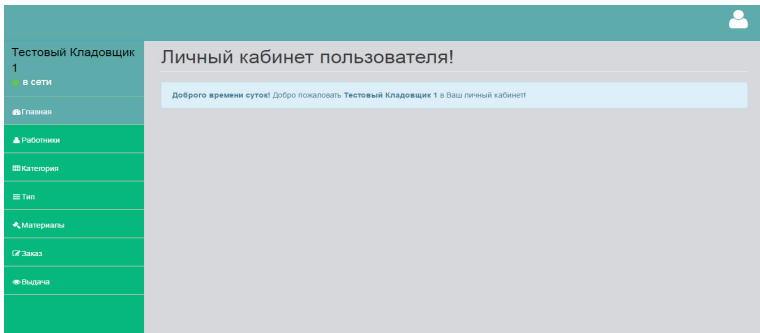 Тестовый Кладовщик
1
в сети
Главная
Работники
Категория
Тип
Материалы
Заказ
Выдача
Личный кабинет пользователя!
Доброго времени суток! Добро пожаловать Тестовый Кладовщик 1 в Ваш личный кабинет!